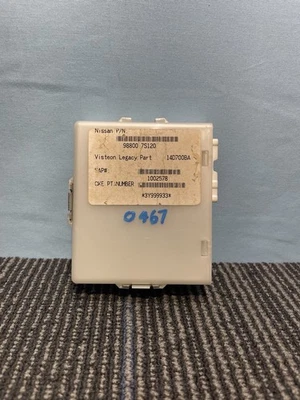 Nissan P/N
98800 7S120
Visteon Legacy Part 14D700BA
SAP#
1002578
CKE PT.NUMBER
*3Y999933*
0467